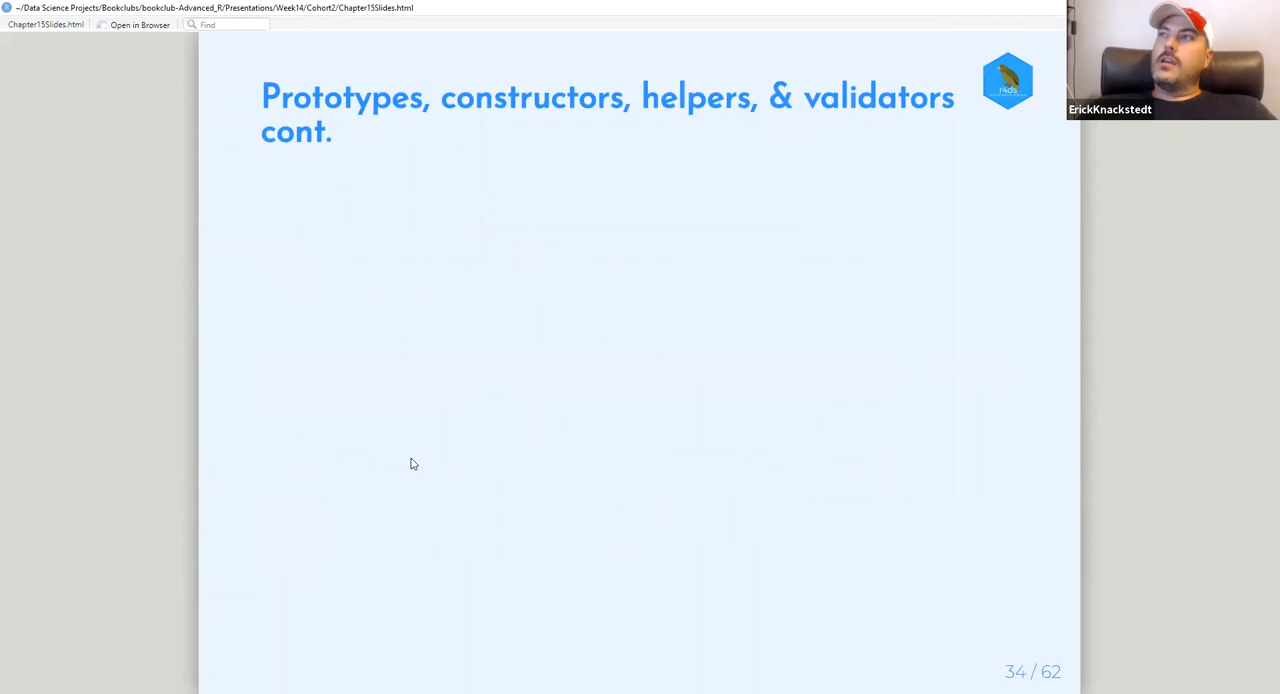 ~/Data Science Projects/Bookclubs/bookclub-Advanced_R/Presentations/Week14/Cohort2/Chapter15Slides.html
Chapter15Slides.html
Open in Browser
Find
Prototypes, constructors, helpers, & validators
cont.
r4ds
ErickKnackstedt
34 / 62